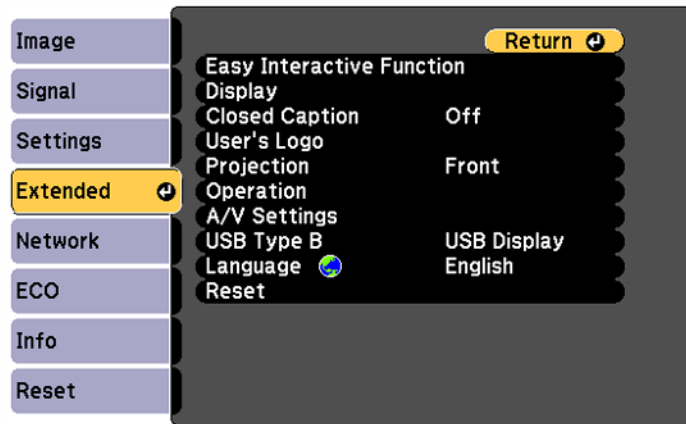 Image
Signal
Settings
Extended
Network
ECO
Info
Reset
Return
Easy Interactive Function
Display
Closed Caption Off
User's Logo
Projection Front
Operation
A/V Settings
USB Type B USB Display
Language English
Reset